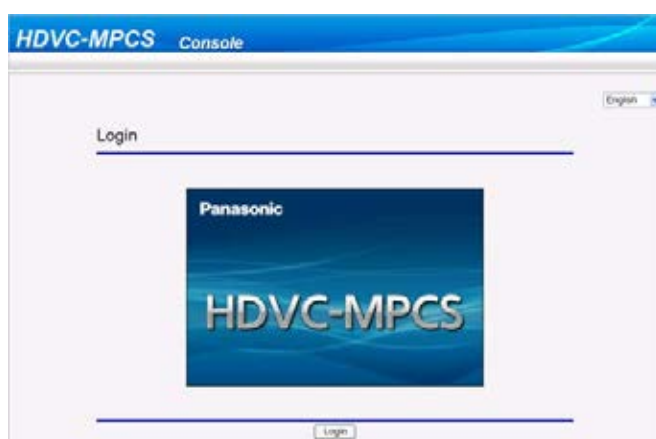 HDVC-MPCS Console
English
Login
Panasonic
HDVC-MPCS
Login